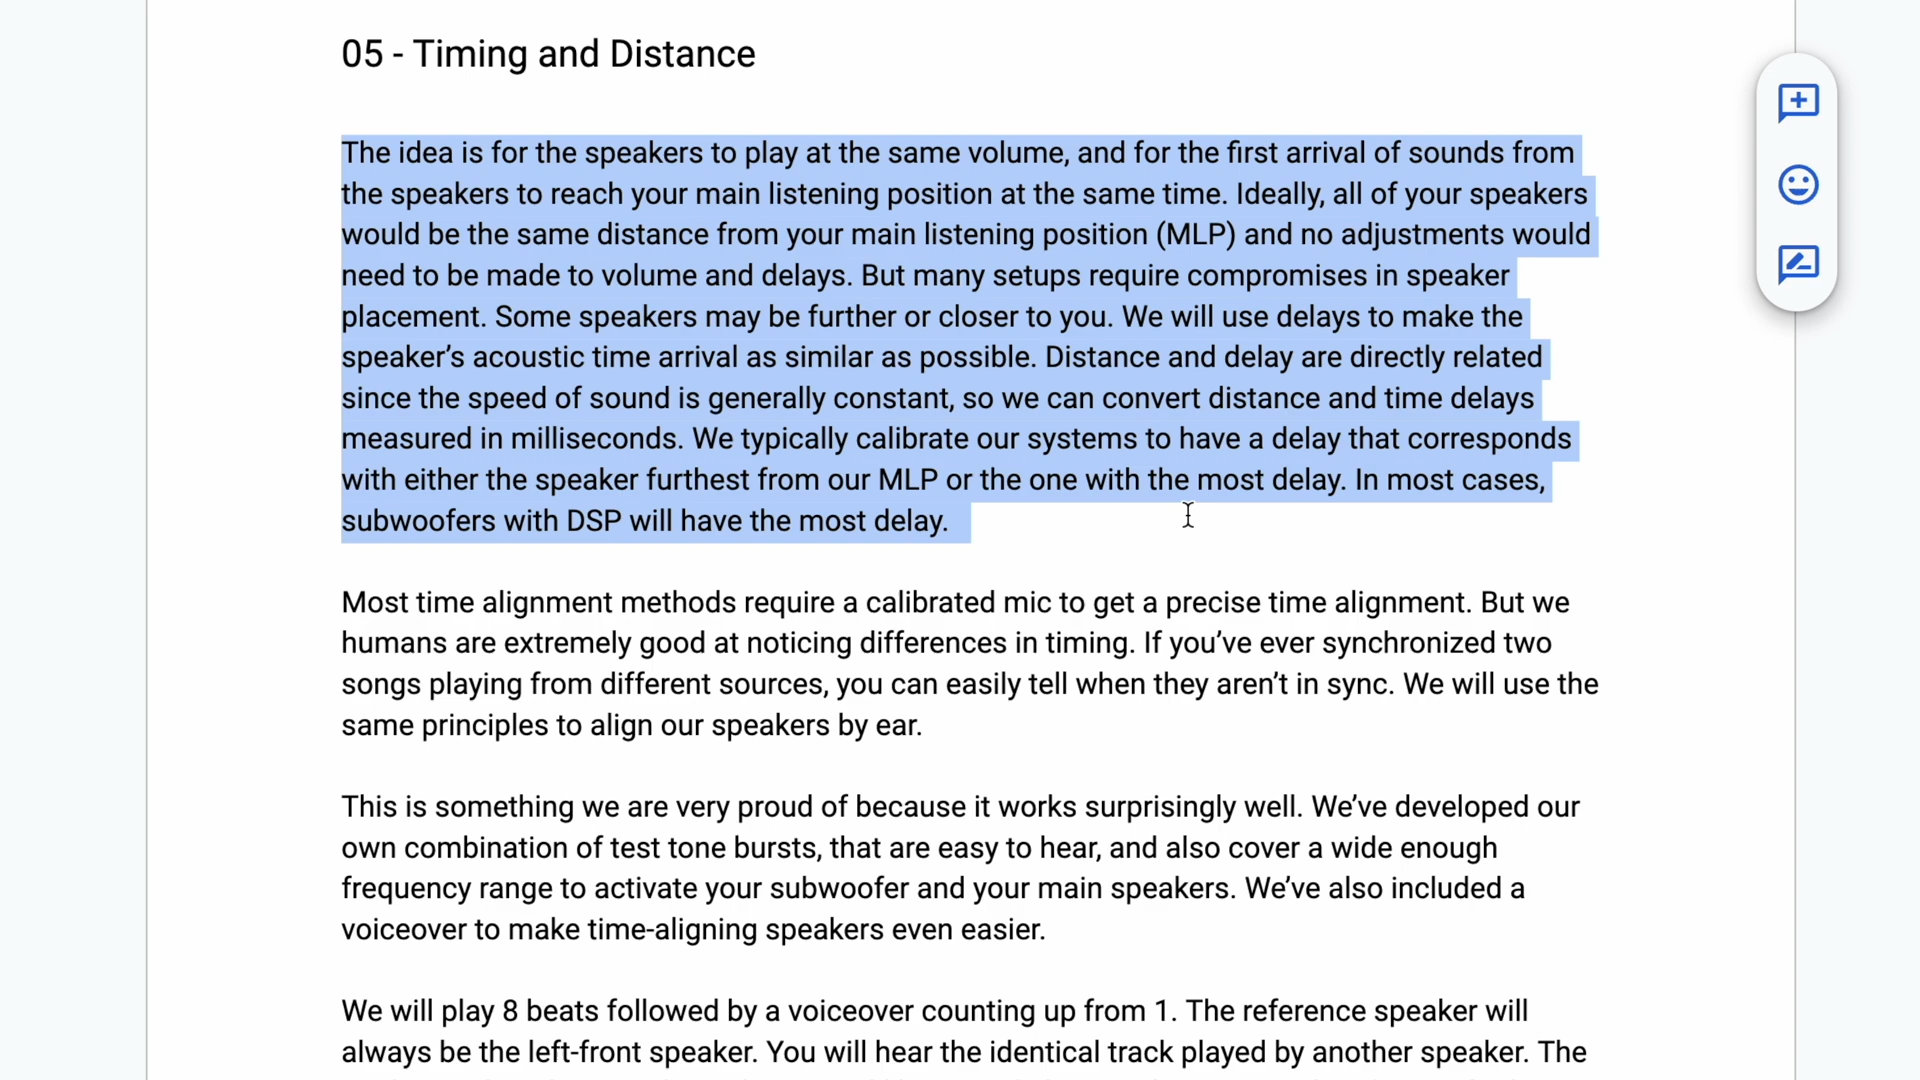 05 - Timing and Distance
The idea is for the speakers to play at the same volume, and for the first arrival of sounds from
the speakers to reach your main listening position at the same time. Ideally, all of your speakers
would be the same distance from your main listening position (MLP) and no adjustments would
need to be made to volume and delays. But many setups require compromises in speaker
placement. Some speakers may be further or closer to you. We will use delays to make the
speaker’s acoustic time arrival as similar as possible. Distance and delay are directly related
since the speed of sound is generally constant, so we can convert distance and time delays
measured in milliseconds. We typically calibrate our systems to have a delay that corresponds
with either the speaker furthest from our MLP or the one with the most delay. In most cases,
subwoofers with DSP will have the most delay.
Most time alignment methods require a calibrated mic to get a precise time alignment. But we
humans are extremely good at noticing differences in timing. If you’ve ever synchronized two
songs playing from different sources, you can easily tell when they aren’t in sync. We will use the
same principles to align our speakers by ear.
This is something we are very proud of because it works surprisingly well. We’ve developed our
own combination of test tone bursts, that are easy to hear, and also cover a wide enough
frequency range to activate your subwoofer and your main speakers. We’ve also included a
voiceover to make time-aligning speakers even easier.
We will play 8 beats followed by a voiceover counting up from 1. The reference speaker will
always be the left-front speaker. You will hear the identical track played by another speaker. The